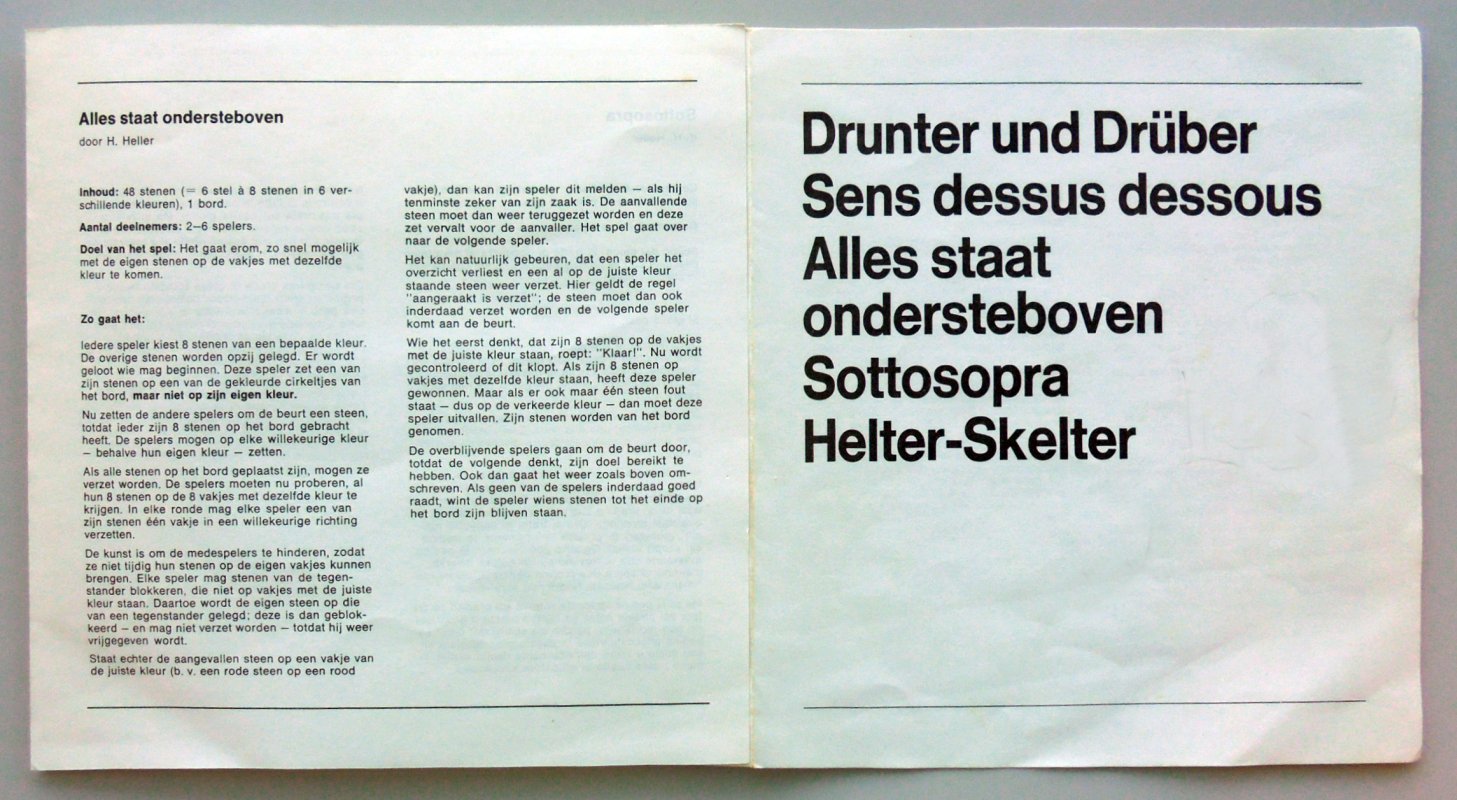 Alles staat ondersteboven
door H. Heller
Inhoud: 48 stenen (= 6 stel à 8 stenen in 6 ver-
schillende kleuren), 1 bord.
Aantal deelnemers: 2–6 spelers.
Doel van het spel: Het gaat erom, zo snel mogelijk
met de eigen stenen op de vakjes met dezelfde
kleur te komen.
Zo gaat het:
Iedere speler kiest 8 stenen van een bepaalde kleur.
De overige stenen worden opzij gelegd. Er wordt
geloot wie mag beginnen. Deze speler zet een van
zijn stenen op een van de gekleurde cirkeltjes van
het bord, maar niet op zijn eigen kleur.
Nu zetten de andere spelers om de beurt een steen,
totdat ieder zijn 8 stenen op het bord gebracht
heeft. De spelers mogen op elke willekeurige kleur
– behalve hun eigen kleur – zetten.
Als alle stenen op het bord geplaatst zijn, mogen ze
verzet worden. De spelers moeten nu proberen, al
hun 8 stenen op de 8 vakjes met dezelfde kleur te
krijgen. In elke ronde mag elke speler een van
zijn stenen één vakje in een willekeurige richting
verzetten.
De kunst is om de medespelers te hinderen, zodat
ze niet tijdig hun stenen op de eigen vakjes kunnen
brengen. Elke speler mag stenen van de tegen-
stander blokkeren, die niet op vakjes met de juiste
kleur staan. Daartoe wordt de eigen steen op die
van een tegenstander gelegd; deze is dan geblok-
keerd – en mag niet verzet worden – totdat hij weer
vrijgegeven wordt.
Staat echter de aangevallen steen op een vakje van
de juiste kleur (b. v. een rode steen op een rood
vakje), dan kan zijn speler dit melden – als hij
tenminste zeker van zijn zaak is. De aanvallende
steen moet dan weer teruggezet worden en deze
zet vervalt voor de aanvaller. Het spel gaat over
naar de volgende speler.
Het kan natuurlijk gebeuren, dat een speler het
overzicht verliest en een al op de juiste kleur
staande steen weer verzet. Hier geldt de regel
"aangeraakt is verzet"; de steen moet dan ook
inderdaad verzet worden en de volgende speler
komt aan de beurt.
Wie het eerst denkt, dat zijn 8 stenen op de vakjes
met de juiste kleur staan, roept: "Klaar!". Nu wordt
gecontroleerd of dit klopt. Als zijn 8 stenen op
vakjes met dezelfde kleur staan, heeft deze speler
gewonnen. Maar als er ook maar één steen fout
staat – dus op de verkeerde kleur – dan moet deze
speler uitvallen. Zijn stenen worden van het bord
genomen.
De overblijvende spelers gaan om de beurt door,
totdat de volgende denkt, zijn doel bereikt te
hebben. Ook dan gaat het weer zoals boven om-
schreven. Als geen van de spelers inderdaad goed
raadt, wint de speler wiens stenen tot het einde op
het bord zijn blijven staan.
Drunter und Drüber
Sens dessus dessous
Alles staat
ondersteboven
Sottosopra
Helter-Skelter